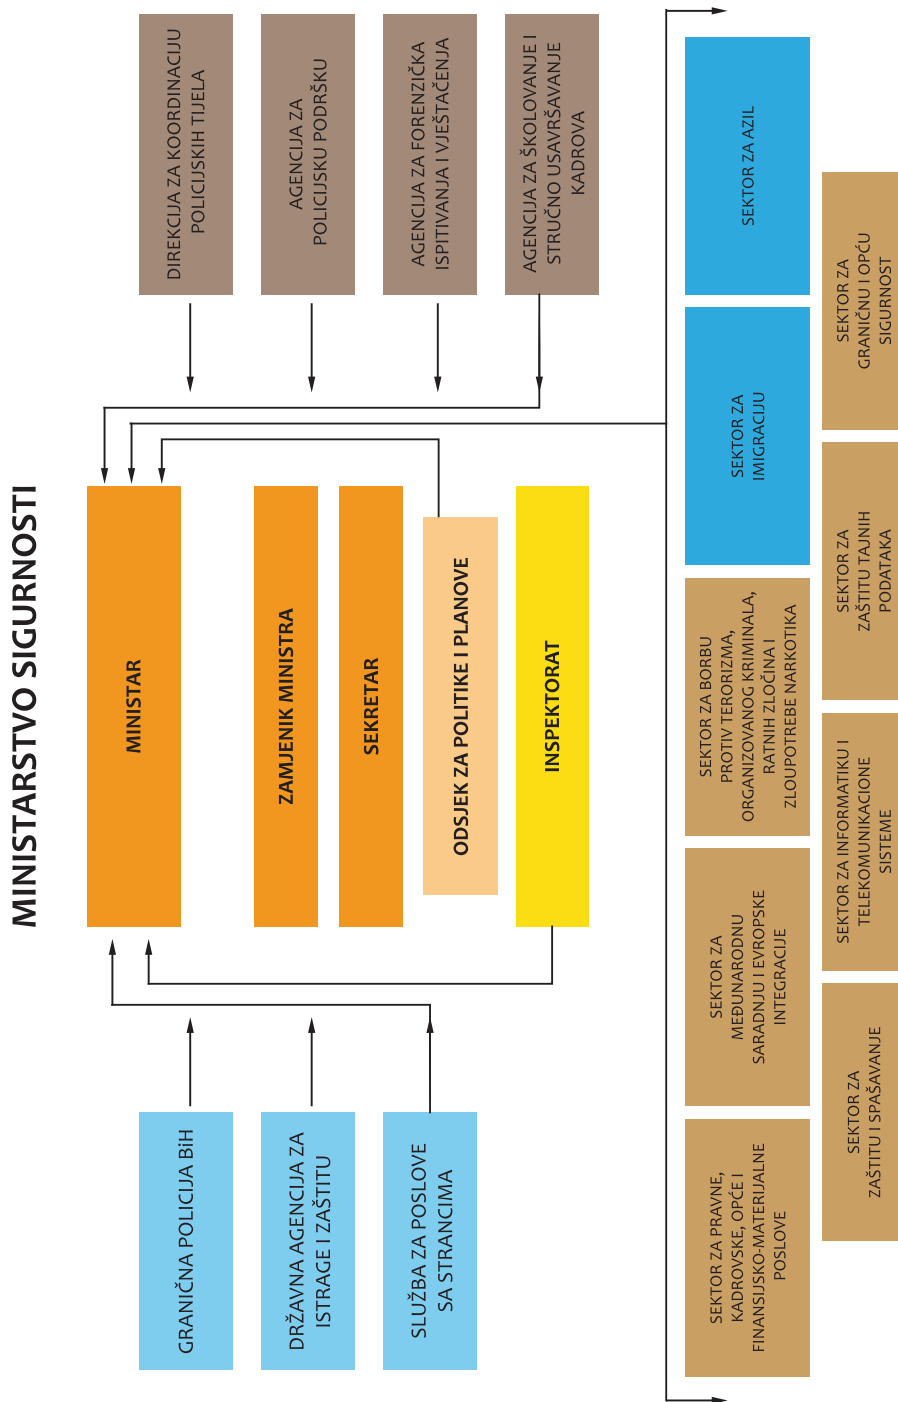 MINISTARSTVO SIGURNOSTI
GRANIČNA POLICIJA BiH
DRŽAVNA AGENCIJA ZA
ISTRAGE I ZAŠTITU
SLUŽBA ZA POSLOVE
SA STRANCIMA
MINISTAR
ZAMJENIK MINISTRA
SEKRETAR
ODSJEK ZA POLITIKE I PLANOVE
INSPEKTORAT
DIREKCIJA ZA KOORDINACIJU
POLICIJSKIH TIJELA
AGENCIJA ZA
POLICIJSKU PODRŠKU
AGENCIJA ZA FORENZIČKA
ISPITIVANJA I VJEŠTAČENJA
AGENCIJA ZA ŠKOLOVANJE I
STRUČNO USAVRŠAVANJE
KADROVA
SEKTOR ZA PRAVNE,
KADROVSKE, OPĆE I
FINANSIJSKO-MATERIJALNE
POSLOVE
SEKTOR ZA
MEĐUNARODNU
SARADNJU I EVROPSKE
INTEGRACIJE
SEKTOR ZA BORBU
PROTIV TERORIZMA,
ORGANIZOVANOG KRIMINALA,
RATNIH ZLOČINA I
ZLOUPOTREBE NARKOTIKA
SEKTOR ZA
IMIGRACIJU
SEKTOR ZA AZIL
SEKTOR ZA
ZAŠTITU I SPAŠAVANJE
SEKTOR ZA INFORMATIKU I
TELEKOMUNIKACIONE
SISTEME
SEKTOR ZA
ZAŠTITU TAJNIH
PODATAKA
SEKTOR ZA
GRANIČNU I OPĆU
SIGURNOST